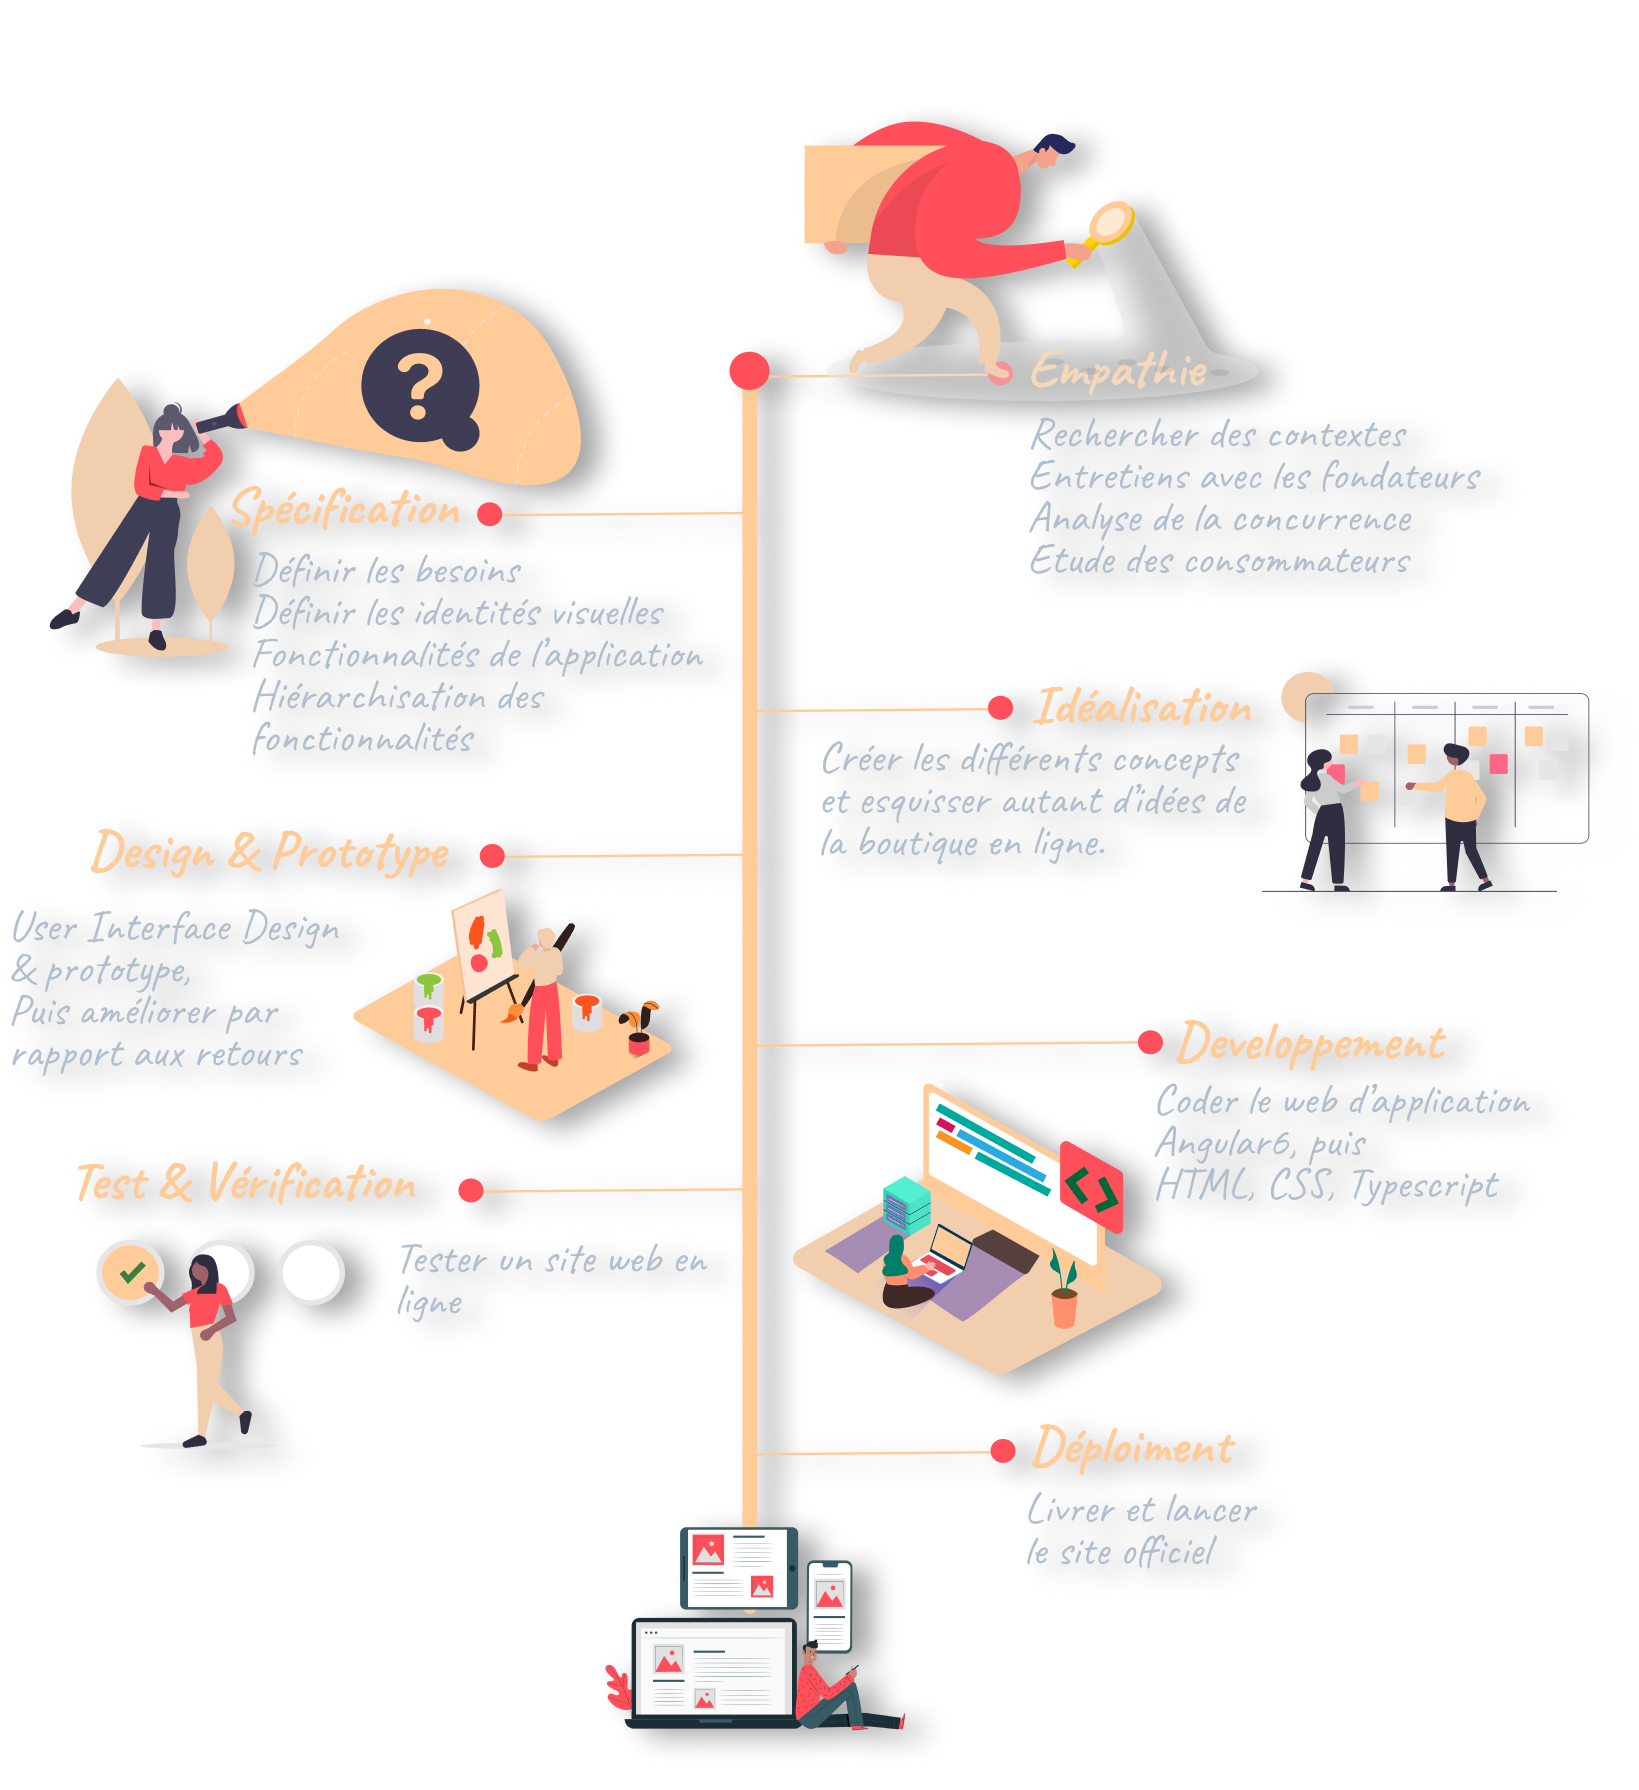 Empathie
Rechercher des contextes
Entretiens avec les fondateurs
Analyse de la concurrence
Etude des consommateurs
?
Spécification
Définir les besoins
Définir les identités visuelles
Fonctionnalités de l'application
Hiérarchisation des
fonctionnalités
Idéalisation
Créer les différents concepts
et esquisser autant d'idées de
la boutique en ligne.
Design & Prototype
User Interface Design
& prototype,
Puis améliorer par
rapport aux retours
Developpement
Coder le web d'application
Angular6, puis
HTML, CSS, Typescript
Test & Vérification
Tester un site web en
ligne
Déploiment
Livrer et lancer
le site officiel